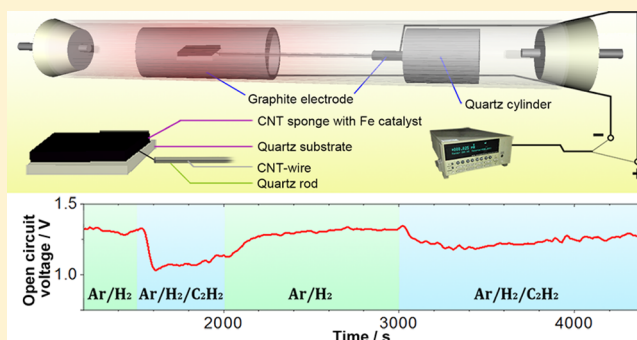 Graphite electrode
Quartz cylinder
CNT sponge with Fe catalyst
Quartz substrate
CNT-wire
Quartz rod
−
+
Open circuit
voltage / V
1.5
1.0
Ar/H₂
Ar/H₂/C₂H₂
Ar/H₂
Ar/H₂/C₂H₂
2000
3000
4000
Time / s